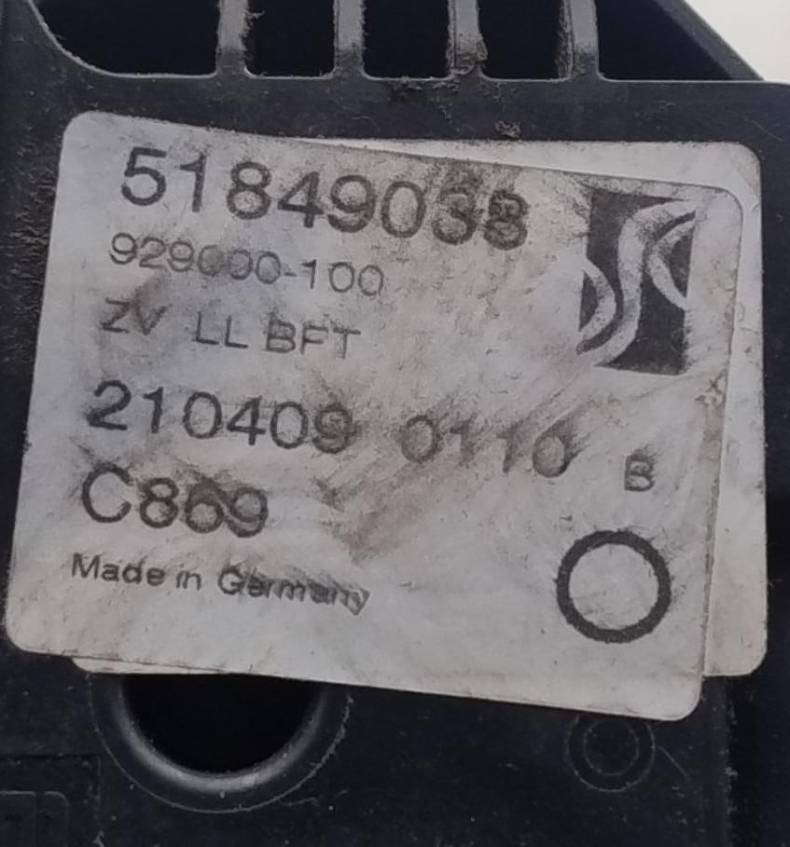 51849038
929000-100
ZV LL BFT
210409 0110 B
C869
Made in Germany